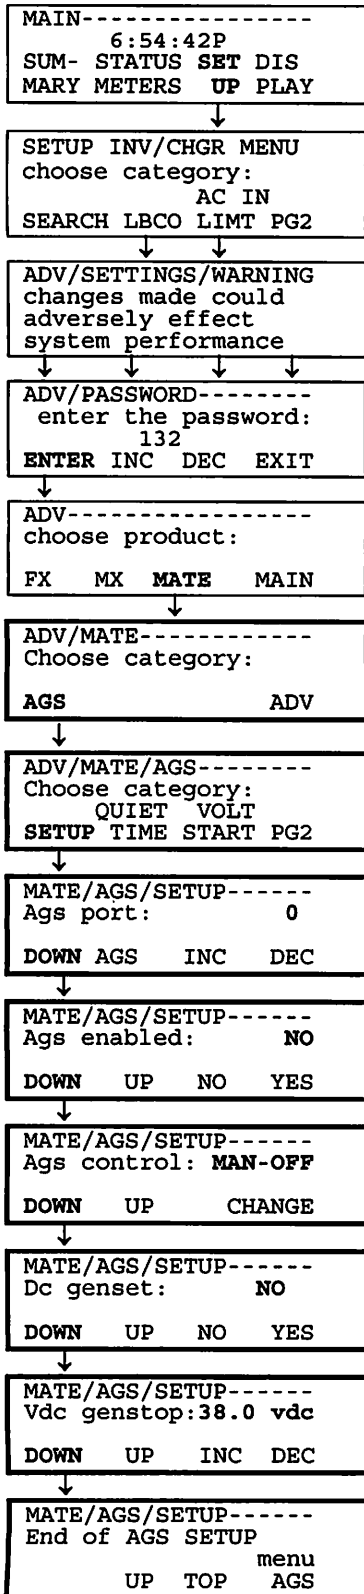 MAIN-----------------
6:54:42P
SUM- STATUS SET DIS
MARY METERS UP PLAY
SETUP INV/CHGR MENU
choose category:
AC IN
SEARCH LBCO LIMT PG2
ADV/SETTINGS/WARNING
changes made could
adversely effect
system performance
ADV/PASSWORD--------
enter the password:
132
ENTER INC DEC EXIT
ADV-----------------
choose product:
FX MX MATE MAIN
ADV/MATE------------
Choose category:
AGS ADV
ADV/MATE/AGS--------
Choose category:
QUIET VOLT
SETUP TIME START PG2
MATE/AGS/SETUP------
Ags port: 0
DOWN AGS INC DEC
MATE/AGS/SETUP------
Ags enabled: NO
DOWN UP NO YES
MATE/AGS/SETUP------
Ags control: MAN-OFF
DOWN UP CHANGE
MATE/AGS/SETUP------
Dc genset: NO
DOWN UP NO YES
MATE/AGS/SETUP------
Vdc genstop:38.0 vdc
DOWN UP INC DEC
MATE/AGS/SETUP------
End of AGS SETUP
menu
UP TOP AGS